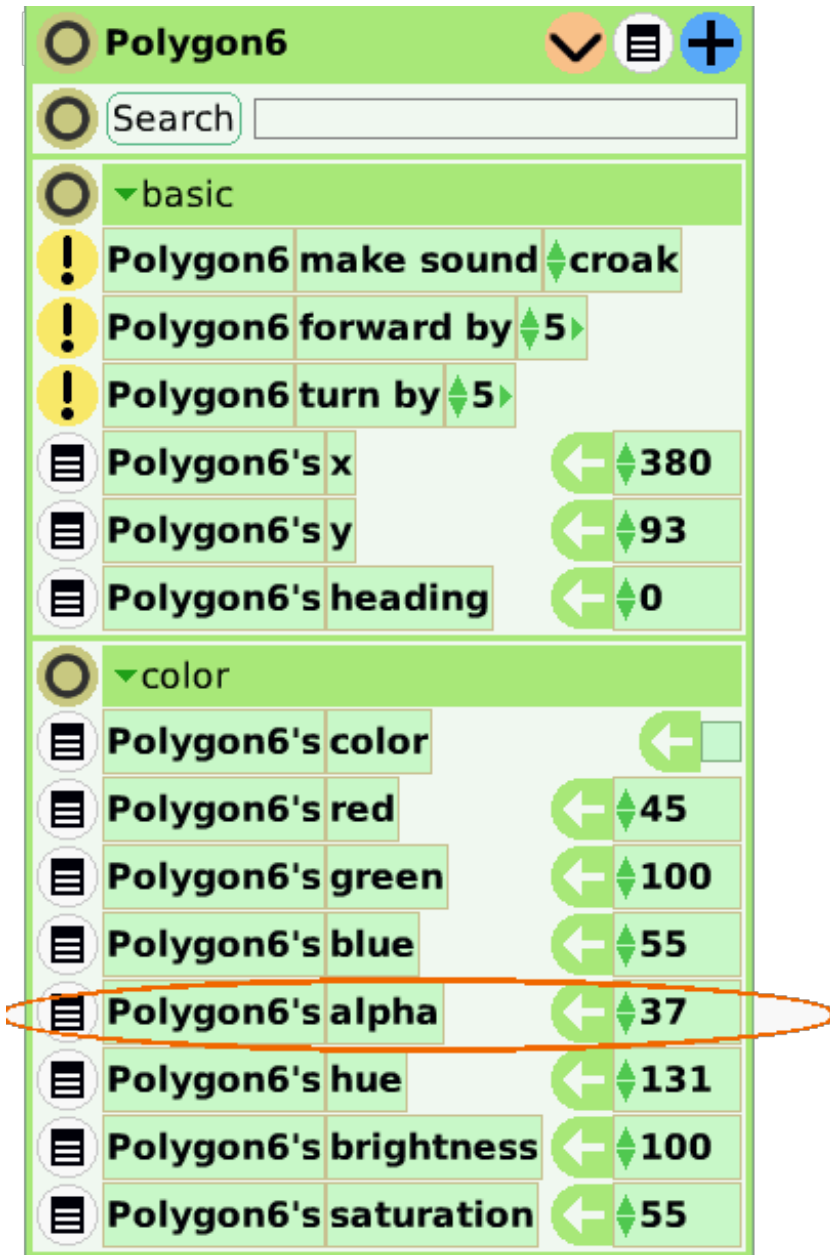 Polygon6
Search
basic
Polygon6 make sound croak
Polygon6 forward by 5
Polygon6 turn by 5
Polygon6's x 380
Polygon6's y 93
Polygon6's heading 0
color
Polygon6's color
Polygon6's red 45
Polygon6's green 100
Polygon6's blue 55
Polygon6's alpha 37
Polygon6's hue 131
Polygon6's brightness 100
Polygon6's saturation 55